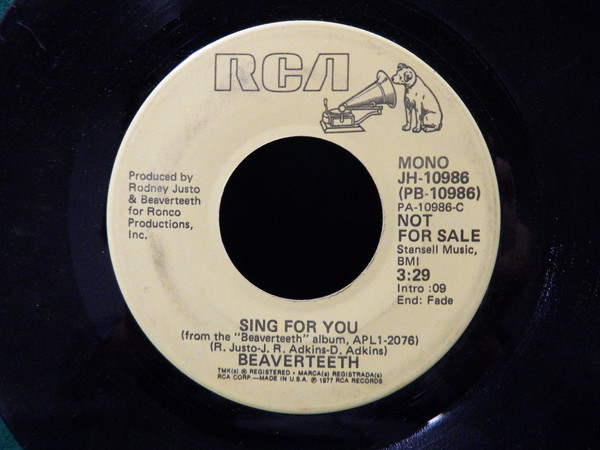 RCA
Produced by
Rodney Justo
& Beaverteeth
for Ronco
Productions,
Inc.
MONO
JH-10986
(PB-10986)
PA-10986-C
NOT
FOR SALE
Stansell Music,
BMI
3:29
Intro :09
End: Fade
SING FOR YOU
(from the "Beaverteeth" album, APL1-2076)
(R. Justo-J. R. Adkins-D. Adkins)
BEAVERTEETH
TMK(s) ® REGISTERED • MARCA(s) REGISTRADA(s)
RCA CORP.—MADE IN U.S.A. ℗ 1977 RCA RECORDS